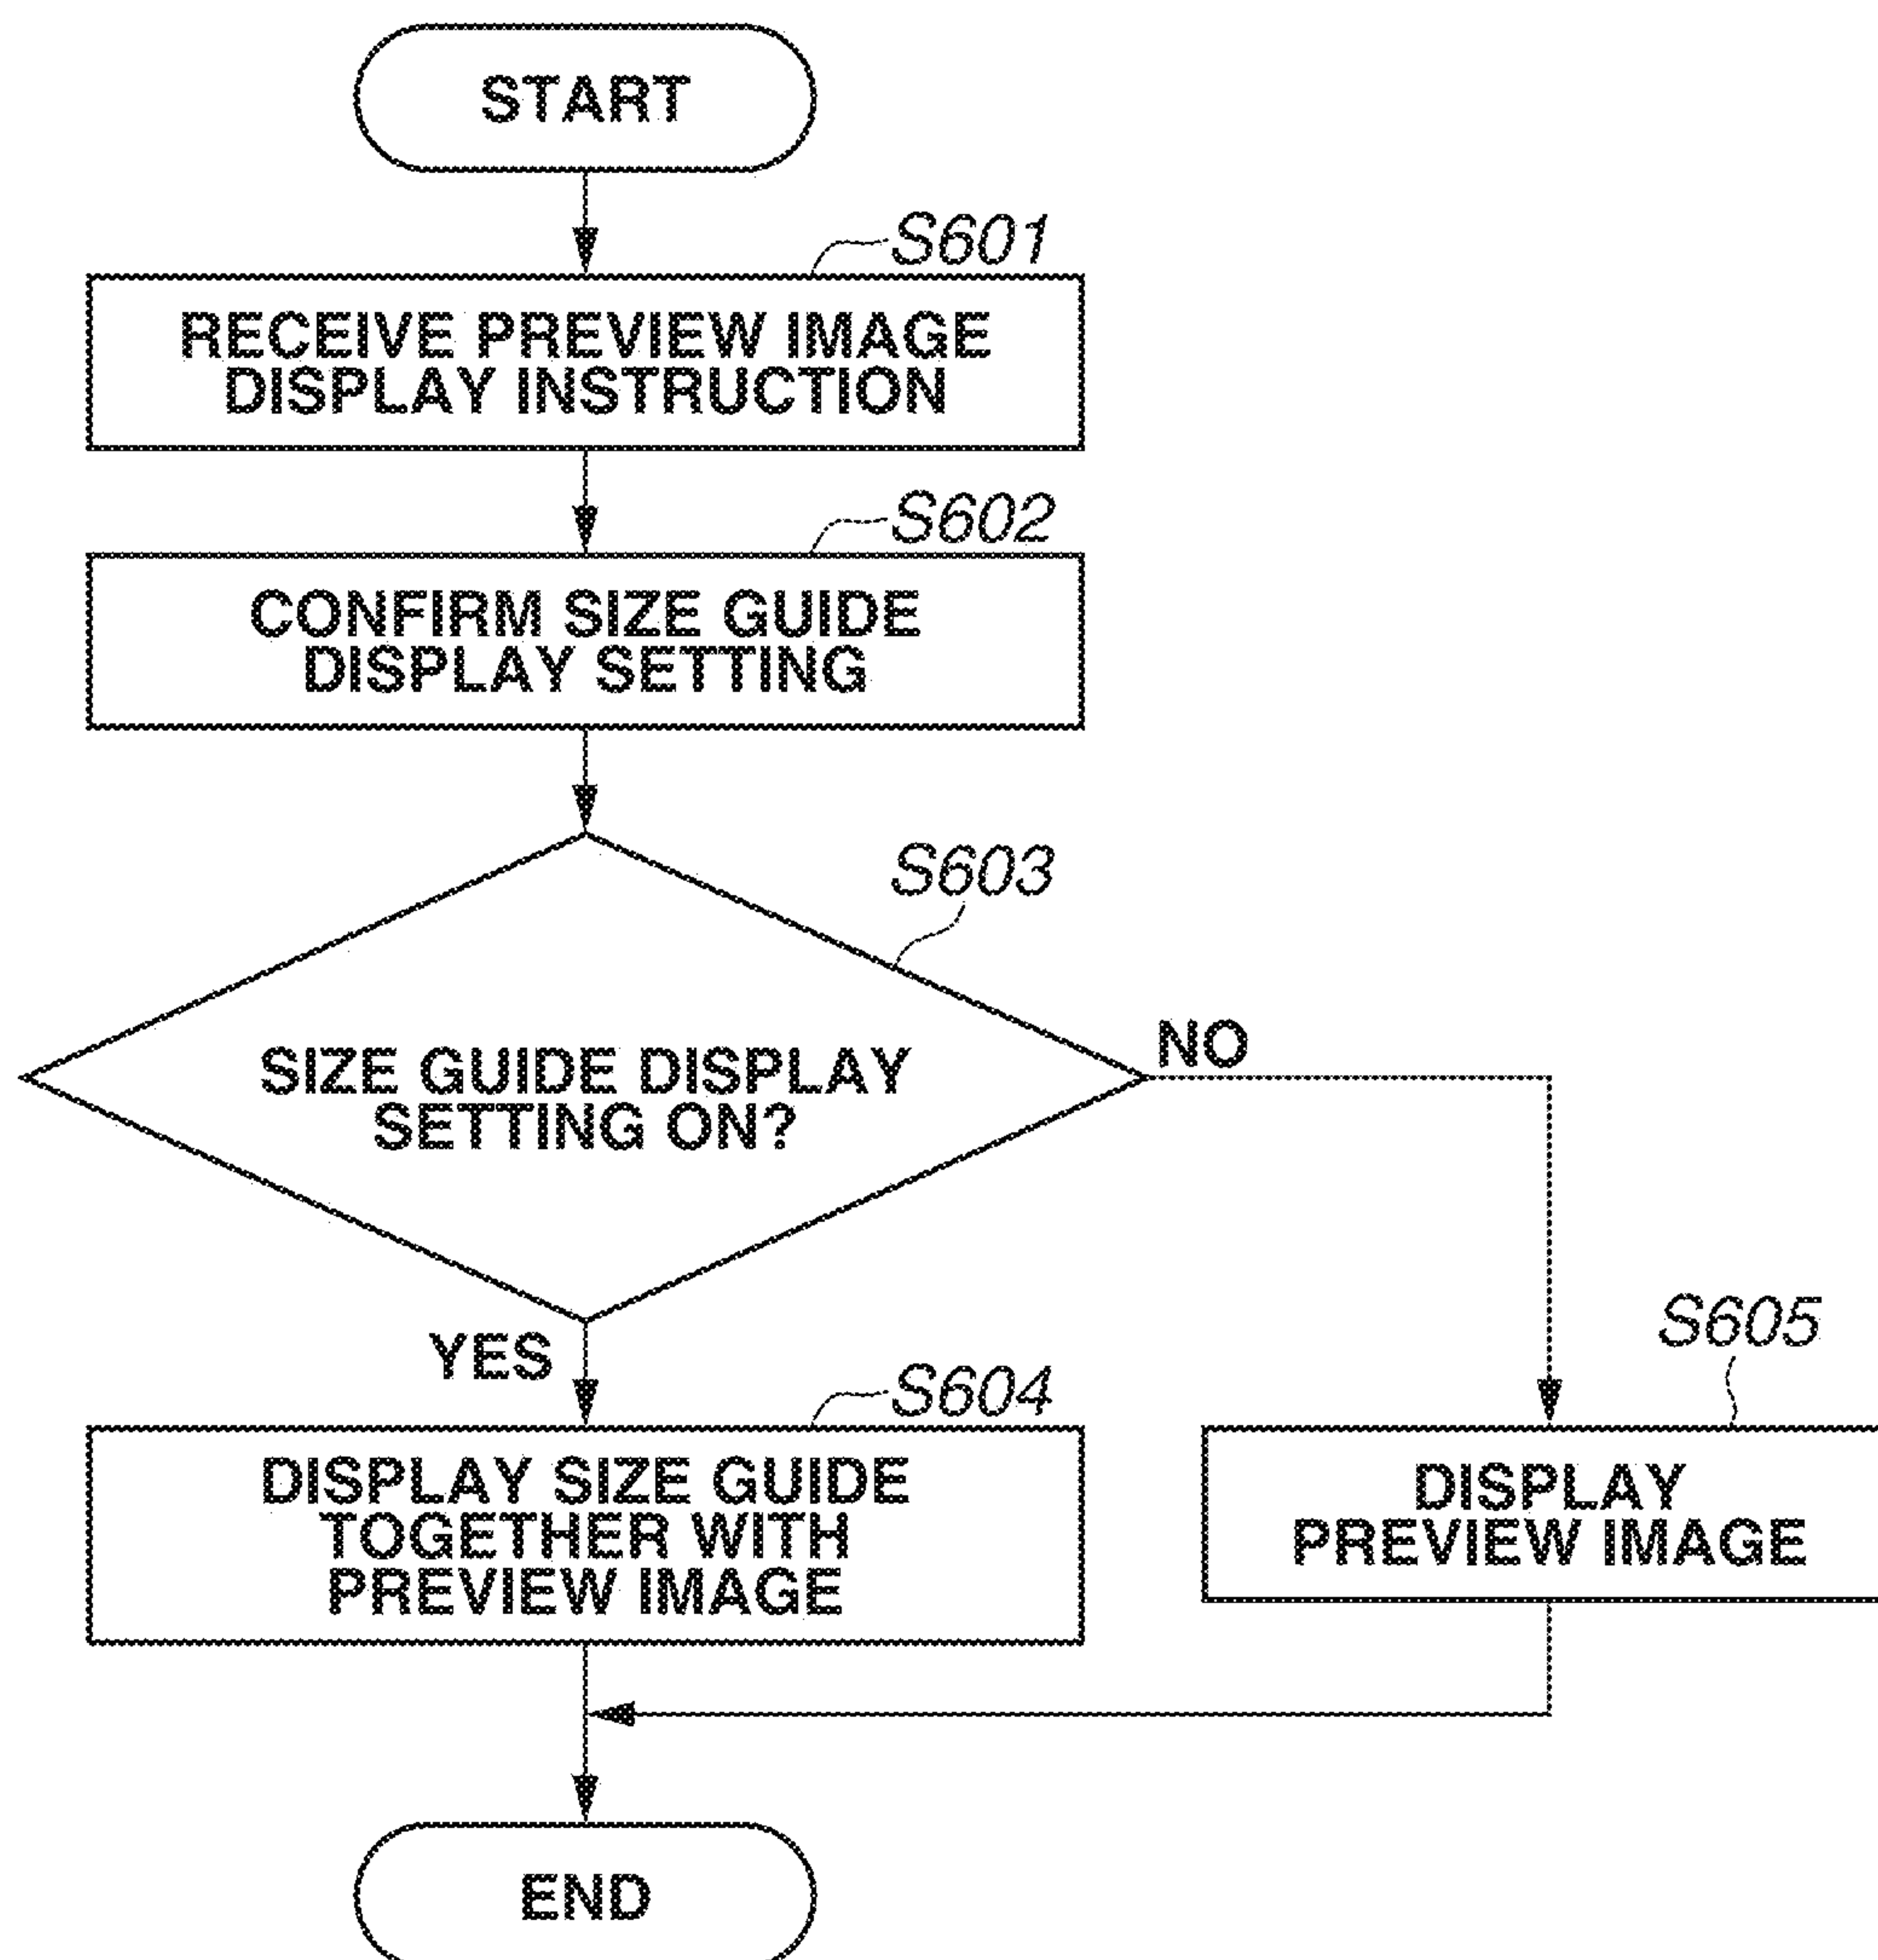 START
S601
RECEIVE PREVIEW IMAGE
DISPLAY INSTRUCTION
S602
CONFIRM SIZE GUIDE
DISPLAY SETTING
S603
SIZE GUIDE DISPLAY
SETTING ON?
NO
YES
S604
DISPLAY SIZE GUIDE
TOGETHER WITH
PREVIEW IMAGE
S605
DISPLAY
PREVIEW IMAGE
END